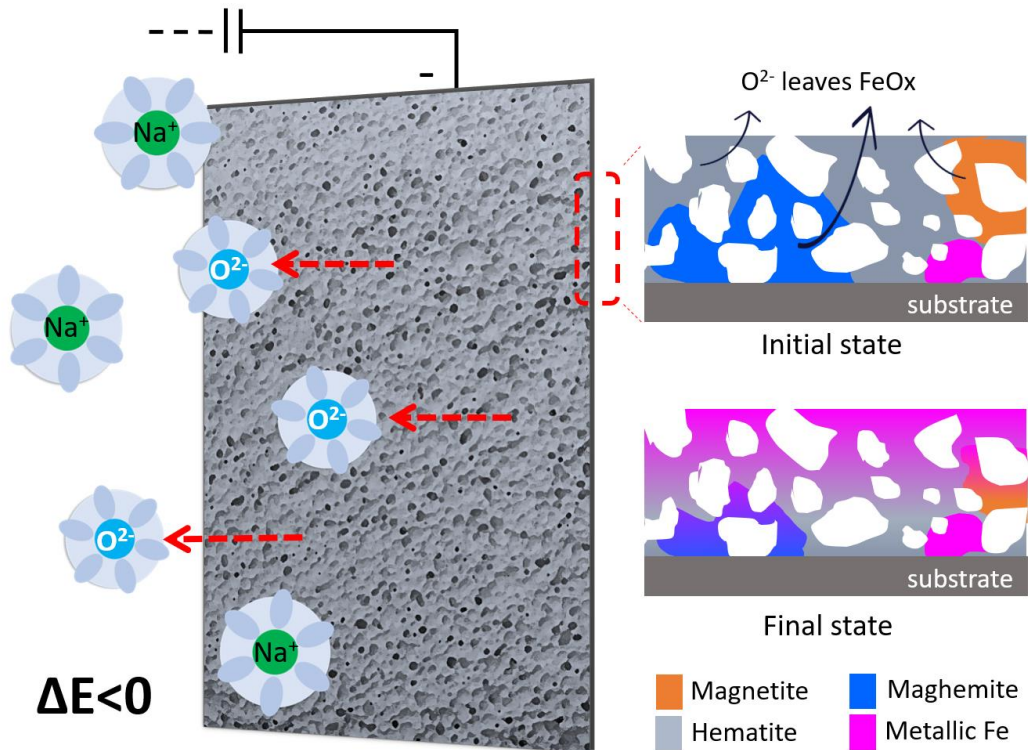 -
Na⁺
O²⁻
Na⁺
O²⁻
O²⁻
Na⁺
ΔE<0
O²⁻ leaves FeOx
substrate
Initial state
substrate
Final state
Magnetite
Maghemite
Hematite
Metallic Fe